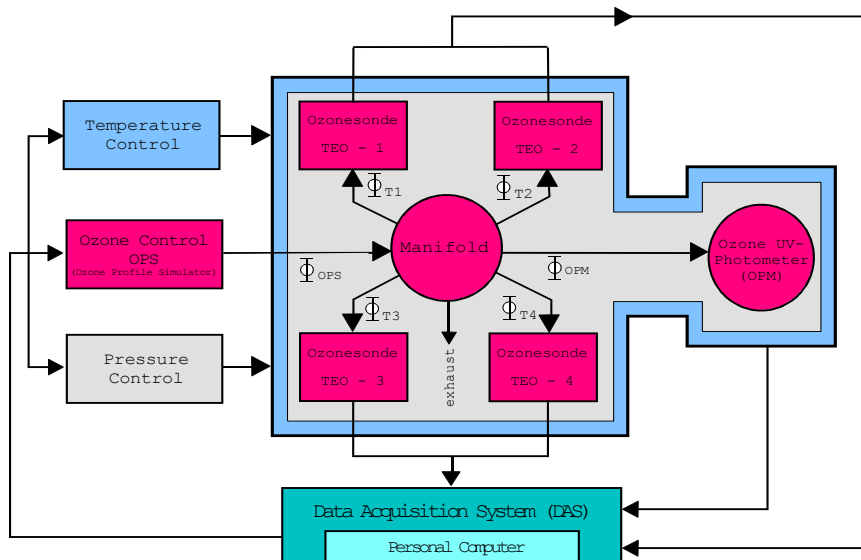 Ozonesonde
TEO - 1
Ozonesonde
TEO - 2
Temperature
Control
ΦT1
ΦT2
Ozone Control
OPS
(Ozone Profile Simulator)
Manifold
Ozone UV-
Photometer
(OPM)
ΦOPS
ΦOPM
ΦT3
ΦT4
Pressure
Control
Ozonesonde
TEO - 3
exhaust
Ozonesonde
TEO - 4
Data Acquisition System (DAS)
Personal Computer